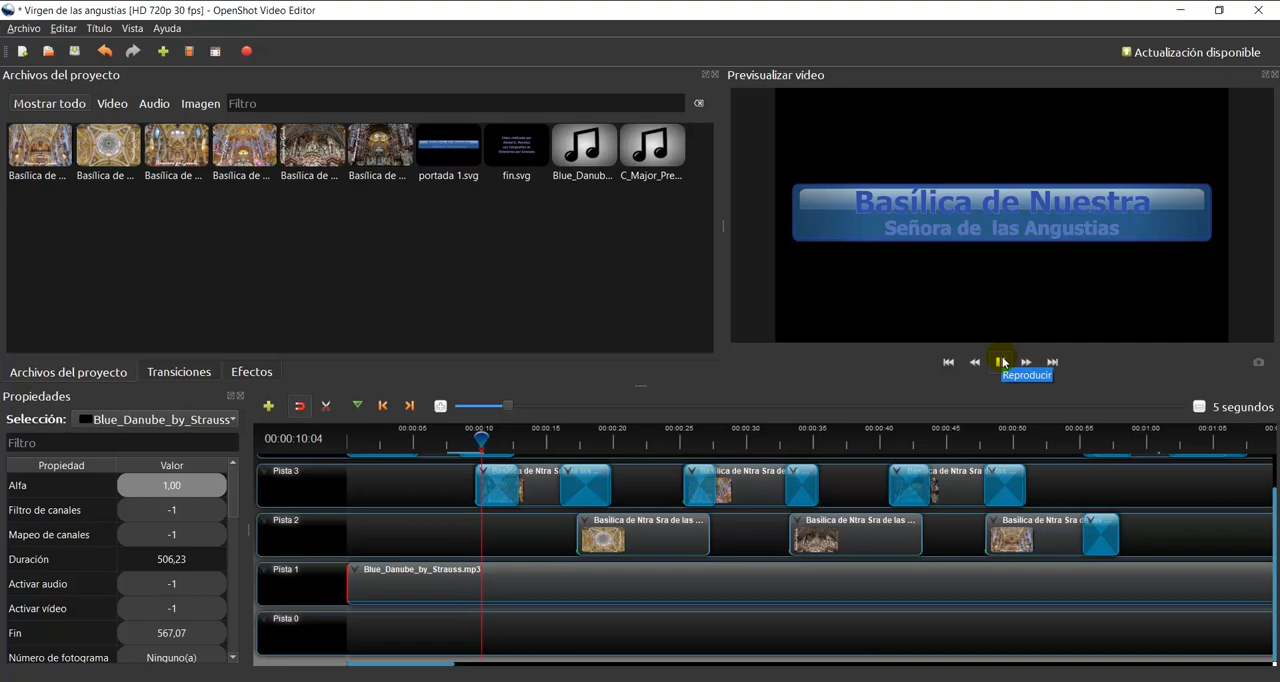 * Virgen de las angustias [HD 720p 30 fps] - OpenShot Video Editor
Archivo Editar Título Vista Ayuda
Actualización disponible
Archivos del proyecto
Previsualizar vídeo
Mostrar todo Vídeo Audio Imagen Filtro
Basílica de ... Basílica de ... Basílica de ... Basílica de ... Basílica de ... Basílica de ... portada 1.svg fin.svg Blue_Danub... C_Major_Pre...
Basílica de Nuestra
Señora de las Angustias
Reproducir
Archivos del proyecto Transiciones Efectos
Propiedades
Selección: Blue_Danube_by_Strauss
Filtro
5 segundos
00:00:10:04
00:00:05 00:00:10 00:00:15 00:00:20 00:00:25 00:00:30 00:00:35 00:00:40 00:00:45 00:00:50 00:00:55 00:01:00 00:01:05
Propiedad Valor
Alfa 1,00
Filtro de canales -1
Mapeo de canales -1
Duración 506,23
Activar audio -1
Activar vídeo -1
Fin 567,07
Número de fotograma Ninguno(a)
Pista 3
Pista 2
Basílica de Ntra Sra de las ... Basílica de Ntra Sra de las ... Basílica de Ntra Sra d
Pista 1
Blue_Danube_by_Strauss.mp3
Pista 0